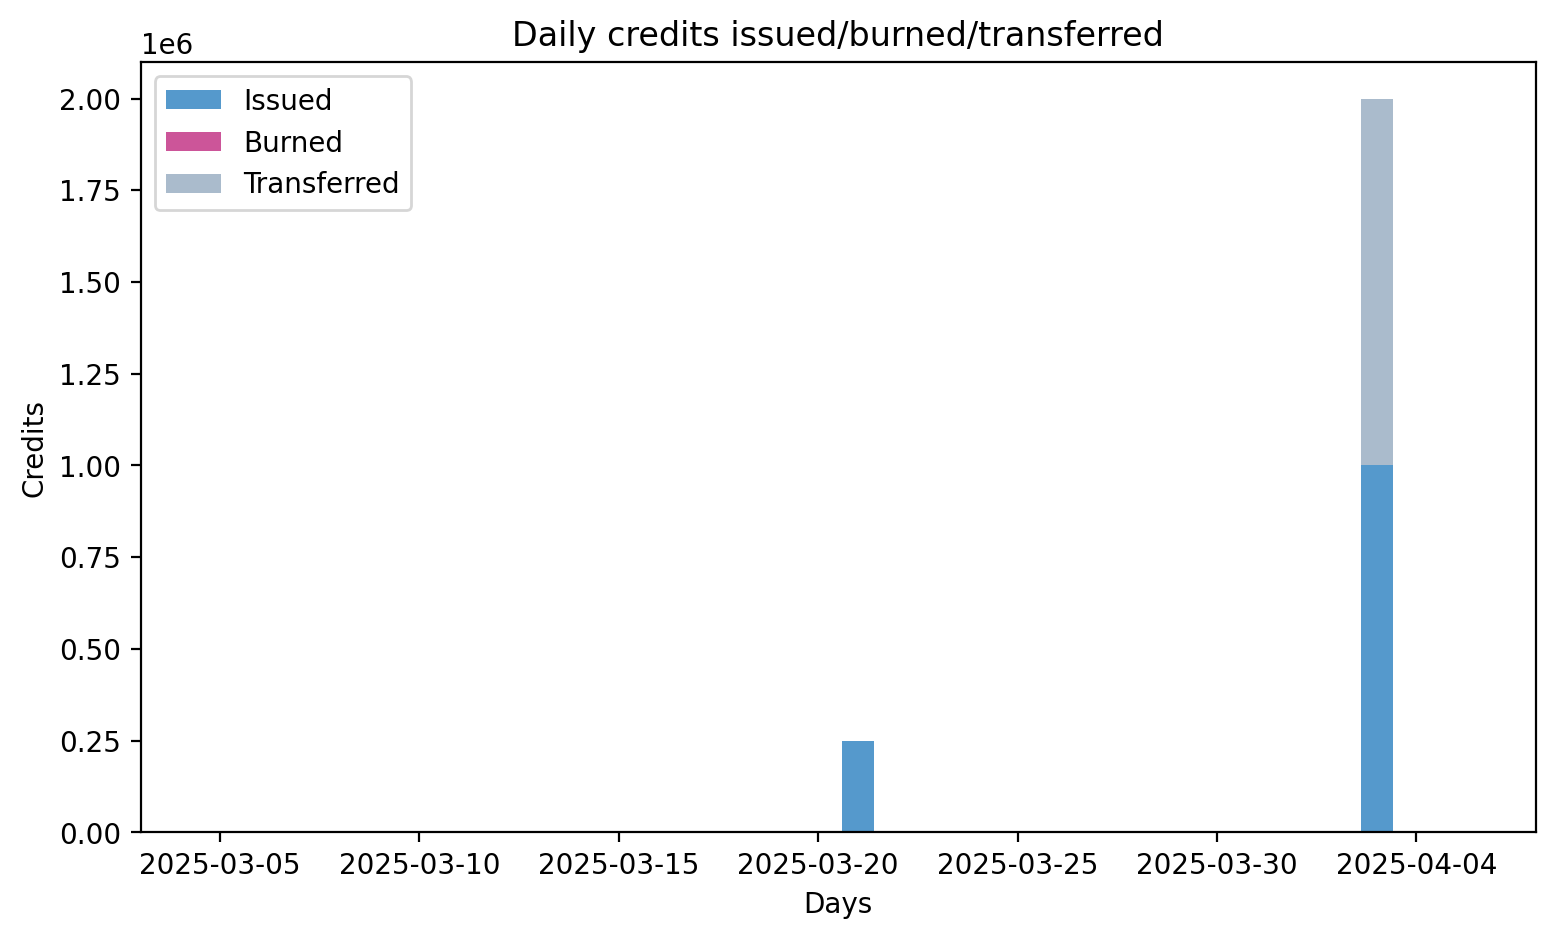 Daily credits issued/burned/transferred
1e6
Issued
Burned
Transferred
2.00
1.75
1.50
1.25
1.00
0.75
0.50
0.25
0.00
Credits
2025-03-05 2025-03-10 2025-03-15 2025-03-20 2025-03-25 2025-03-30 2025-04-04
Days